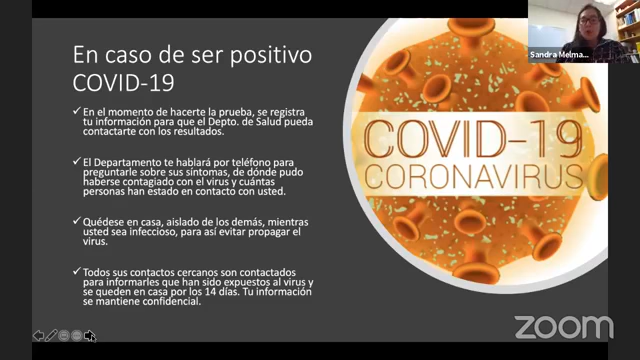 Sandra Melma...
En caso de ser positivo
COVID-19
✓ En el momento de hacerte la prueba, se registra
tu información para que el Depto. de Salud pueda
contactarte con los resultados.
✓ El Departamento te hablará por teléfono para
preguntarle sobre sus síntomas, de dónde pudo
haberse contagiado con el virus y cuántas
personas han estado en contacto con usted.
✓ Quédese en casa, aislado de los demás, mientras
usted sea infeccioso, para así evitar propagar el
virus.
✓ Todos sus contactos cercanos son contactados
para informarles que han sido expuestos al virus y
se queden en casa por los 14 días. Tu información
se mantiene confidencial.
COVID-19
CORONAVIRUS
zoom